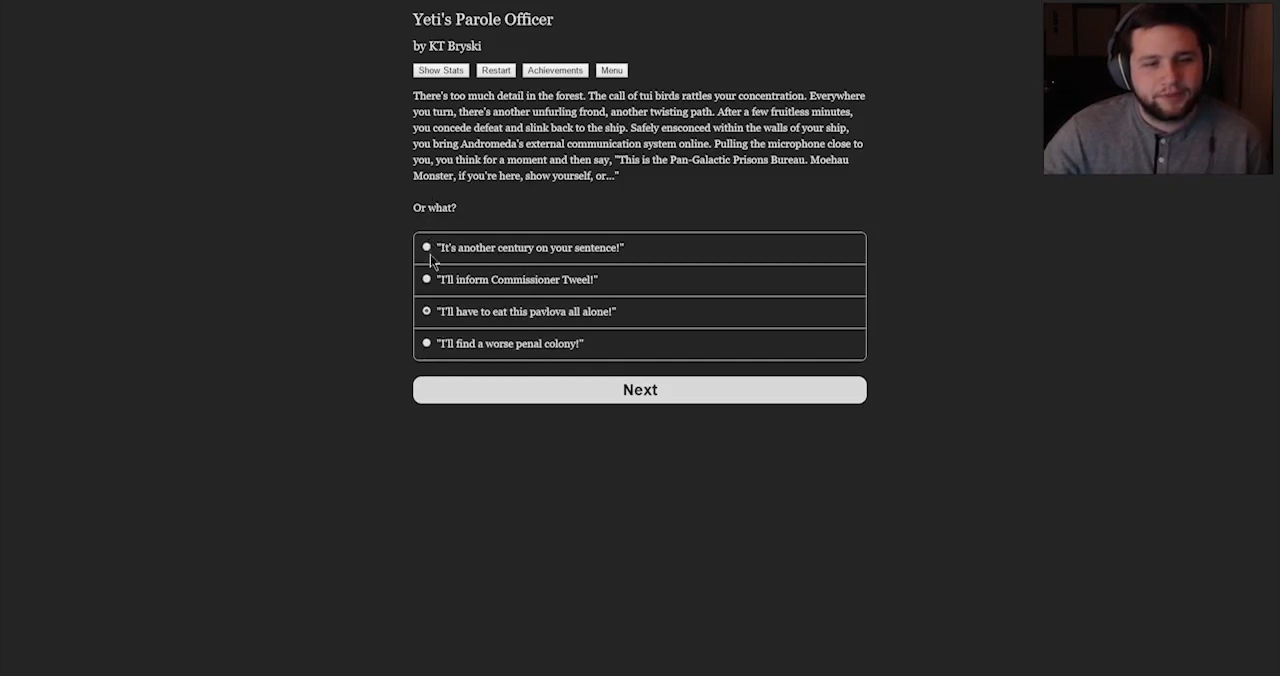 Yeti's Parole Officer
by KT Bryski
Show Stats Restart Achievements Menu
There's too much detail in the forest. The call of tui birds rattles your concentration. Everywhere
you turn, there's another unfurling frond, another twisting path. After a few fruitless minutes,
you concede defeat and slink back to the ship. Safely ensconced within the walls of your ship,
you bring Andromeda's external communication system online. Pulling the microphone close to
you, you think for a moment and then say, "This is the Pan-Galactic Prisons Bureau. Moehau
Monster, if you're here, show yourself, or..."
Or what?
"It's another century on your sentence!"
"I'll inform Commissioner Tweel!"
"I'll have to eat this pavlova all alone!"
"I'll find a worse penal colony!"
Next